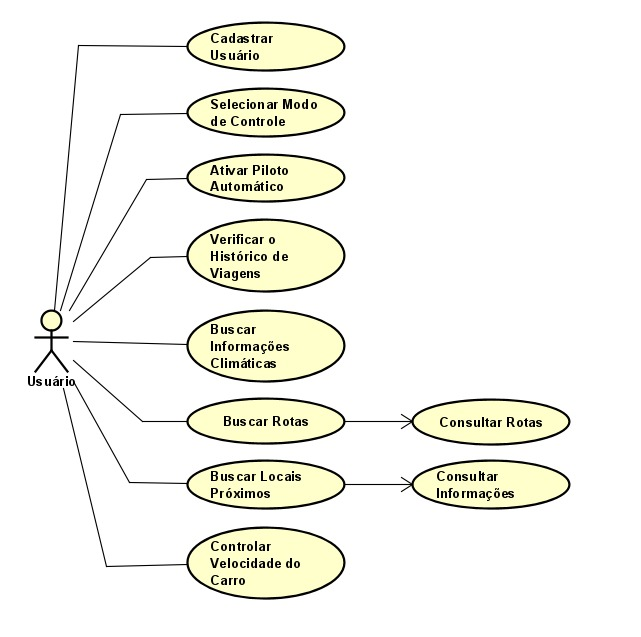 Cadastrar
Usuário
Selecionar Modo
de Controle
Ativar Piloto
Automático
Verificar o
Histórico de
Viagens
Buscar
Informações
Climáticas
Usuário
Buscar Rotas
Consultar Rotas
Buscar Locais
Próximos
Consultar
Informações
Controlar
Velocidade do
Carro